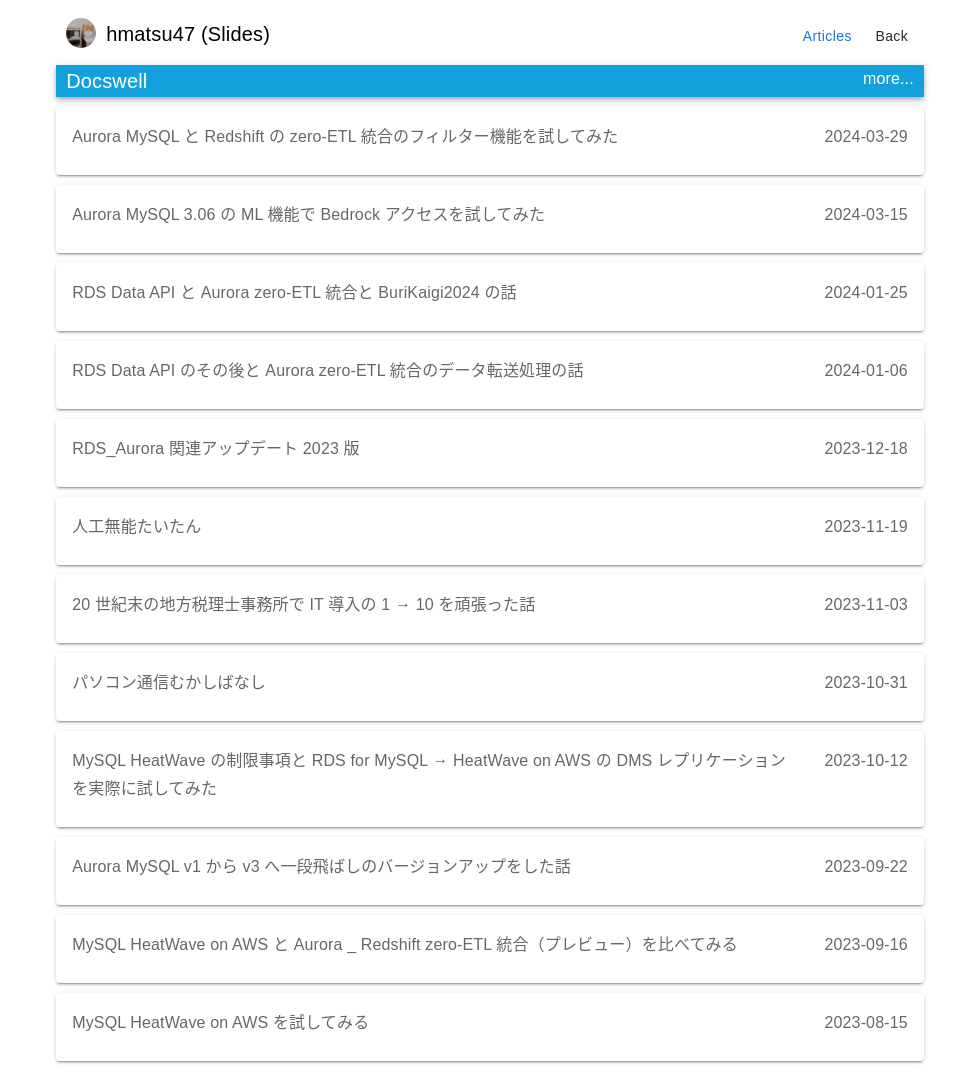 hmatsu47 (Slides)
Articles
Back
Docswell
more...
Aurora MySQL と Redshift の zero-ETL 統合のフィルター機能を試してみた
2024-03-29
Aurora MySQL 3.06 の ML 機能で Bedrock アクセスを試してみた
2024-03-15
RDS Data API と Aurora zero-ETL 統合と BuriKaigi2024 の話
2024-01-25
RDS Data API のその後と Aurora zero-ETL 統合のデータ転送処理の話
2024-01-06
RDS_Aurora 関連アップデート 2023 版
2023-12-18
人工無能たいたん
2023-11-19
20 世紀末の地方税理士事務所で IT 導入の 1 → 10 を頑張った話
2023-11-03
パソコン通信むかしばなし
2023-10-31
MySQL HeatWave の制限事項と RDS for MySQL → HeatWave on AWS の DMS レプリケーション
2023-10-12
を実際に試してみた
Aurora MySQL v1 から v3 へ一段飛ばしのバージョンアップをした話
2023-09-22
MySQL HeatWave on AWS と Aurora _ Redshift zero-ETL 統合（プレビュー）を比べてみる
2023-09-16
MySQL HeatWave on AWS を試してみる
2023-08-15